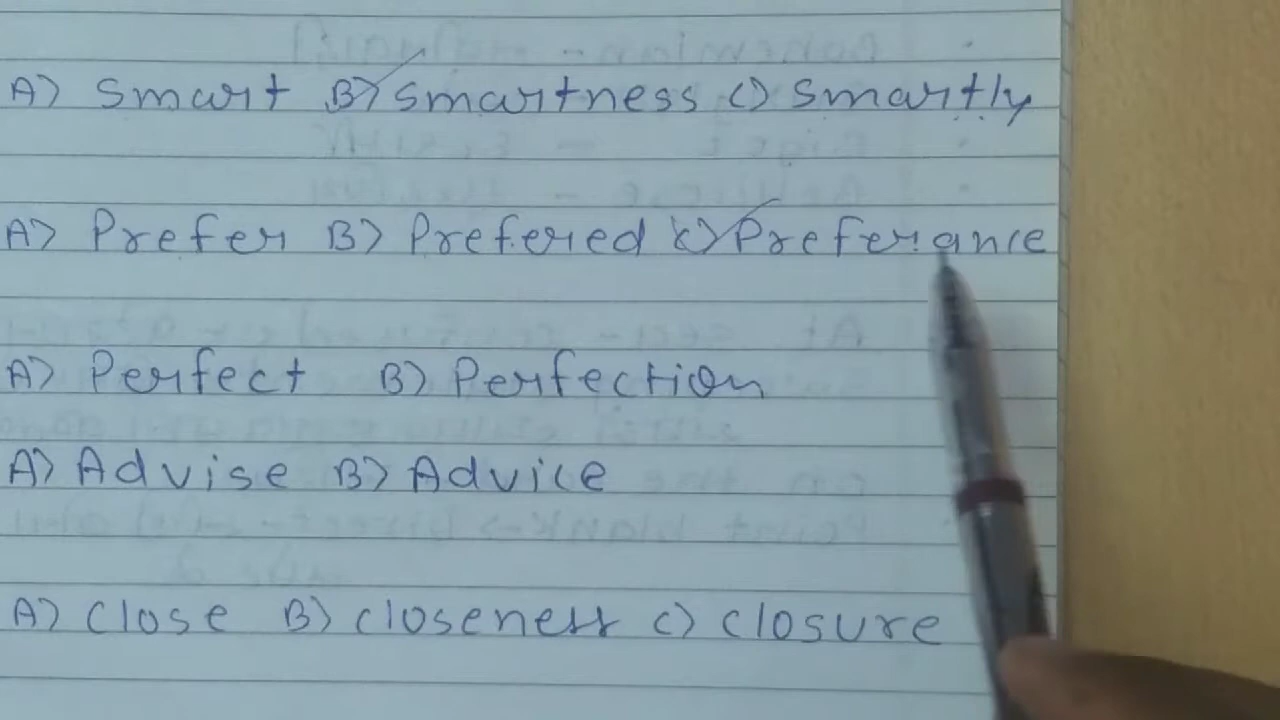 A) Smart B) Smartness C) Smartly
A) Prefer B) Prefered C) Preferance
A) Perfect B) Perfection
A) Advise B) Advice
A) Close B) Closeness C) Closure